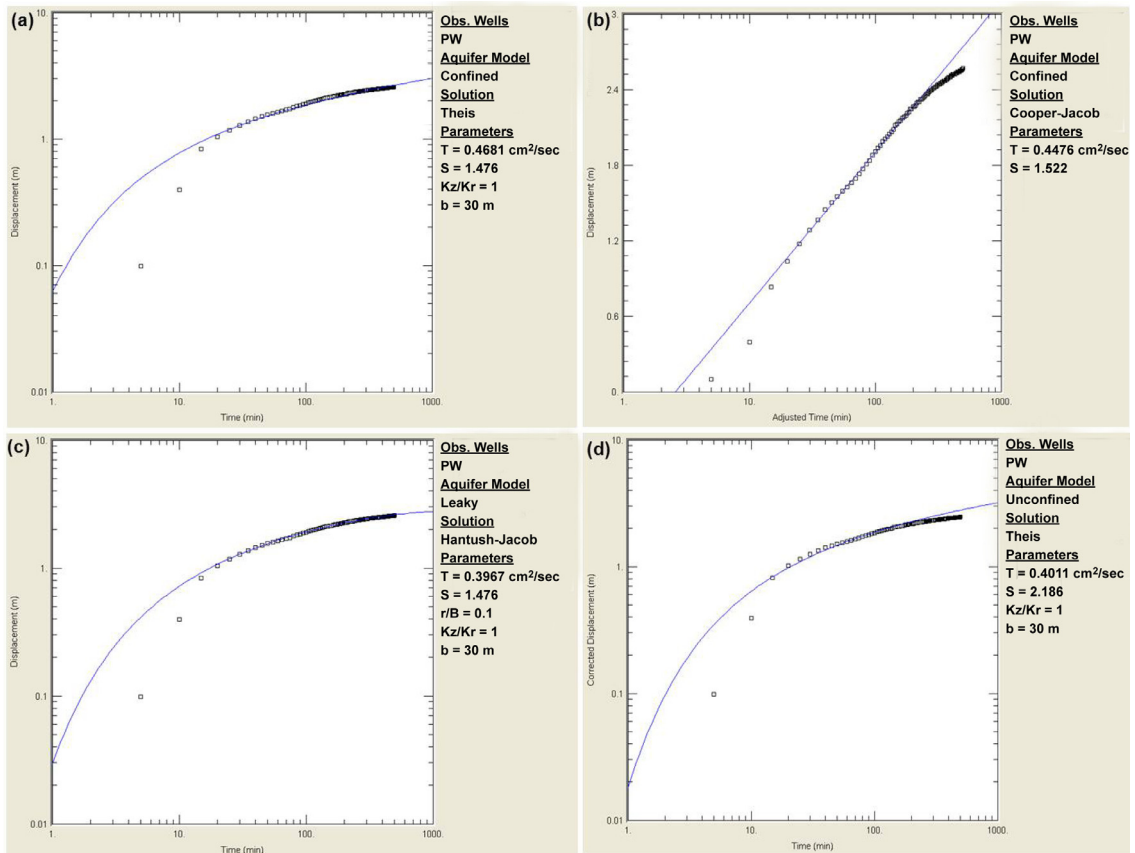 (a)
10.
1.
0.1
0.01
Displacement (m)
1.
10.
100.
1000.
Time (min)
Obs. Wells
PW
Aquifer Model
Confined
Solution
Theis
Parameters
T = 0.4681 cm²/sec
S = 1.476
Kz/Kr = 1
b = 30 m
(b)
3.
2.4
1.8
1.2
0.6
0.
Displacement (m)
1.
10.
100.
1000.
Adjusted Time (min)
Obs. Wells
PW
Aquifer Model
Confined
Solution
Cooper-Jacob
Parameters
T = 0.4476 cm²/sec
S = 1.522
(c)
10.
1.
0.1
0.01
Displacement (m)
1.
10.
100.
1000.
Time (min)
Obs. Wells
PW
Aquifer Model
Leaky
Solution
Hantush-Jacob
Parameters
T = 0.3967 cm²/sec
S = 1.476
r/B = 0.1
Kz/Kr = 1
b = 30 m
(d)
10.
1.
0.1
0.01
Corrected Displacement (m)
1.
10.
100.
1000.
Time (min)
Obs. Wells
PW
Aquifer Model
Unconfined
Solution
Theis
Parameters
T = 0.4011 cm²/sec
S = 2.186
Kz/Kr = 1
b = 30 m